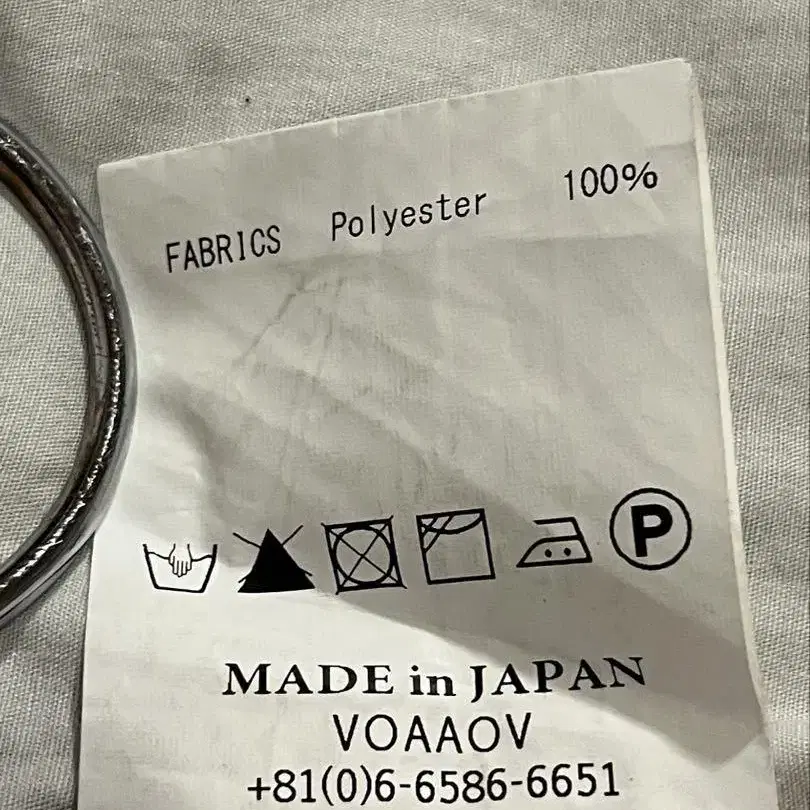 FABRICS Polyester 100%
P
MADE in JAPAN
VOAAOV
+81(0)6-6586-6651